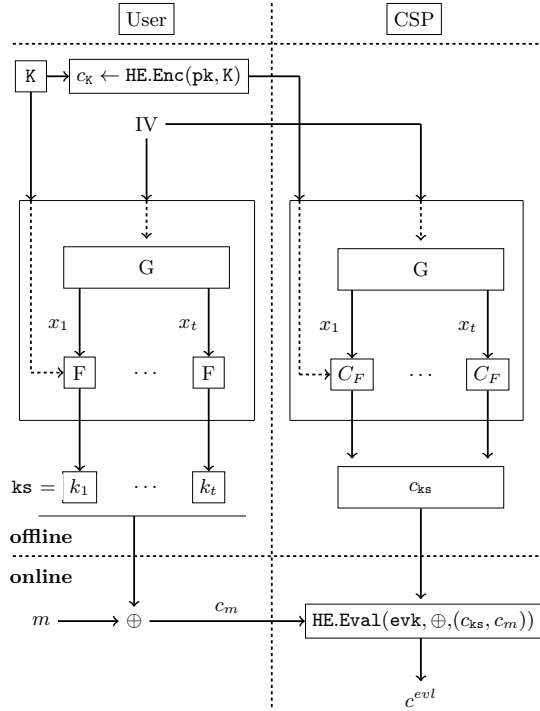 User CSP
K c_K ← HE.Enc(pk, K)
IV
G G
x_1 x_t x_1 x_t
F ⋯ F C_F ⋯ C_F
ks = k_1 ⋯ k_t c_ks
offline
online
m ⊕ c_m HE.Eval(evk, ⊕,(c_ks, c_m))
c^evl